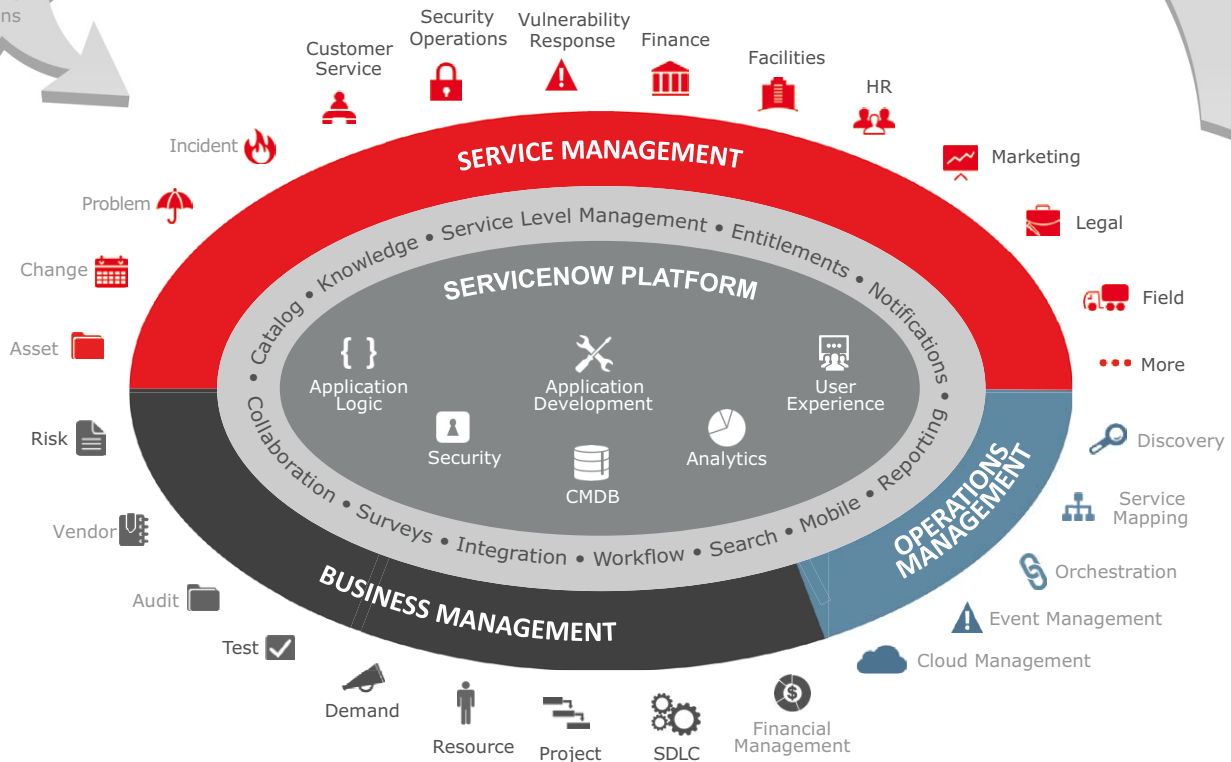 ns
Security
Operations
Vulnerability
Response
Finance
Customer
Service
Facilities
HR
Incident
Marketing
Problem
Legal
Change
Field
Asset
More
Risk
Discovery
Vendor
Service
Mapping
Audit
Orchestration
Test
Event Management
Cloud Management
Demand
Resource
Project
SDLC
Financial
Management
SERVICE MANAGEMENT
• Catalog • Knowledge • Service Level Management • Entitlements • Notifications •
SERVICENOW PLATFORM
{ }
Application
Logic
Application
Development
User
Experience
Security
CMDB
Analytics
Collaboration • Surveys • Integration • Workflow • Search • Mobile • Reporting
OPERATIONS
MANAGEMENT
BUSINESS MANAGEMENT